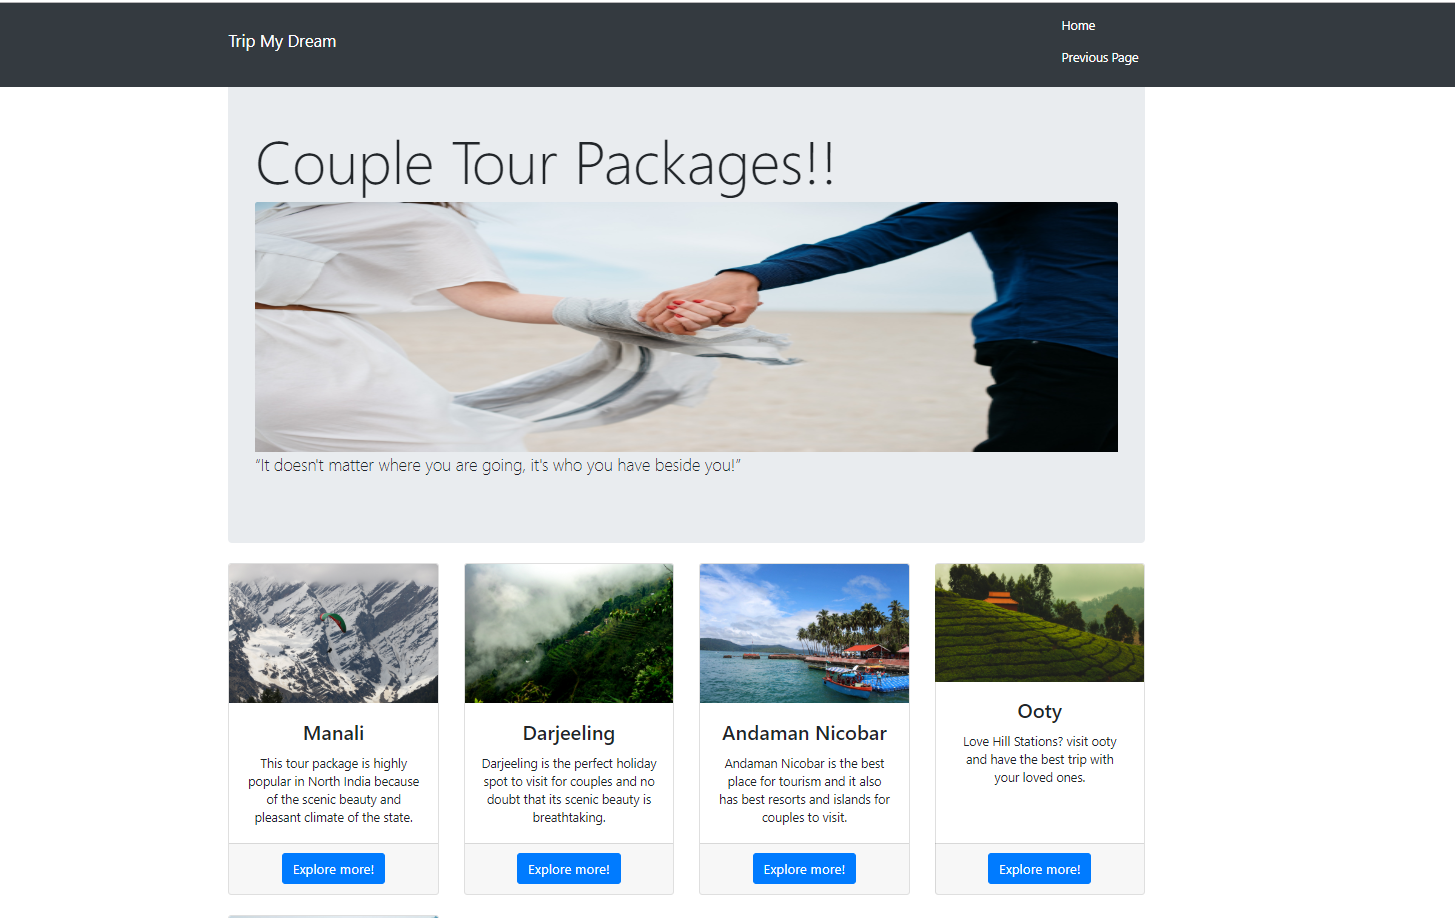 Trip My Dream
Home
Previous Page
Couple Tour Packages!!
“It doesn't matter where you are going, it's who you have beside you!”
Manali
This tour package is highly
popular in North India because
of the scenic beauty and
pleasant climate of the state.
Explore more!
Darjeeling
Darjeeling is the perfect holiday
spot to visit for couples and no
doubt that its scenic beauty is
breathtaking.
Explore more!
Andaman Nicobar
Andaman Nicobar is the best
place for tourism and it also
has best resorts and islands for
couples to visit.
Explore more!
Ooty
Love Hill Stations? visit ooty
and have the best trip with
your loved ones.
Explore more!